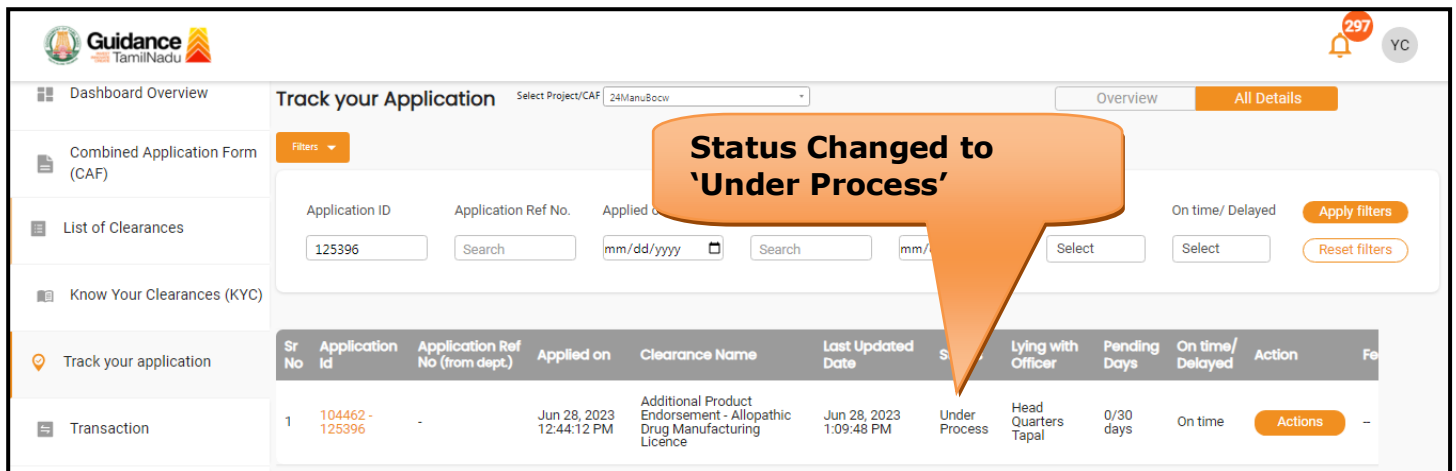 Guidance
TamilNadu
297
YC
Dashboard Overview
Combined Application Form
(CAF)
List of Clearances
Know Your Clearances (KYC)
Track your application
Transaction
Track your Application Select Project/CAF 24ManuBocw Overview All Details
Filters
Status Changed to
‘Under Process’
Application ID Application Ref No. Applied On time/ Delayed Apply filters
125396 Search mm/dd/yyyy Search mm/ Select Select Reset filters
Sr No Application Id Application Ref No (from dept.) Applied on Clearance Name Last Updated Date Lying with Officer Pending Days On time/ Delayed Action Fe
1 104462 - 125396 - Jun 28, 2023 12:44:12 PM Additional Product Endorsement - Allopathic Drug Manufacturing Licence Jun 28, 2023 1:09:48 PM Under Process Head Quarters Tapal 0/30 days On time Actions --